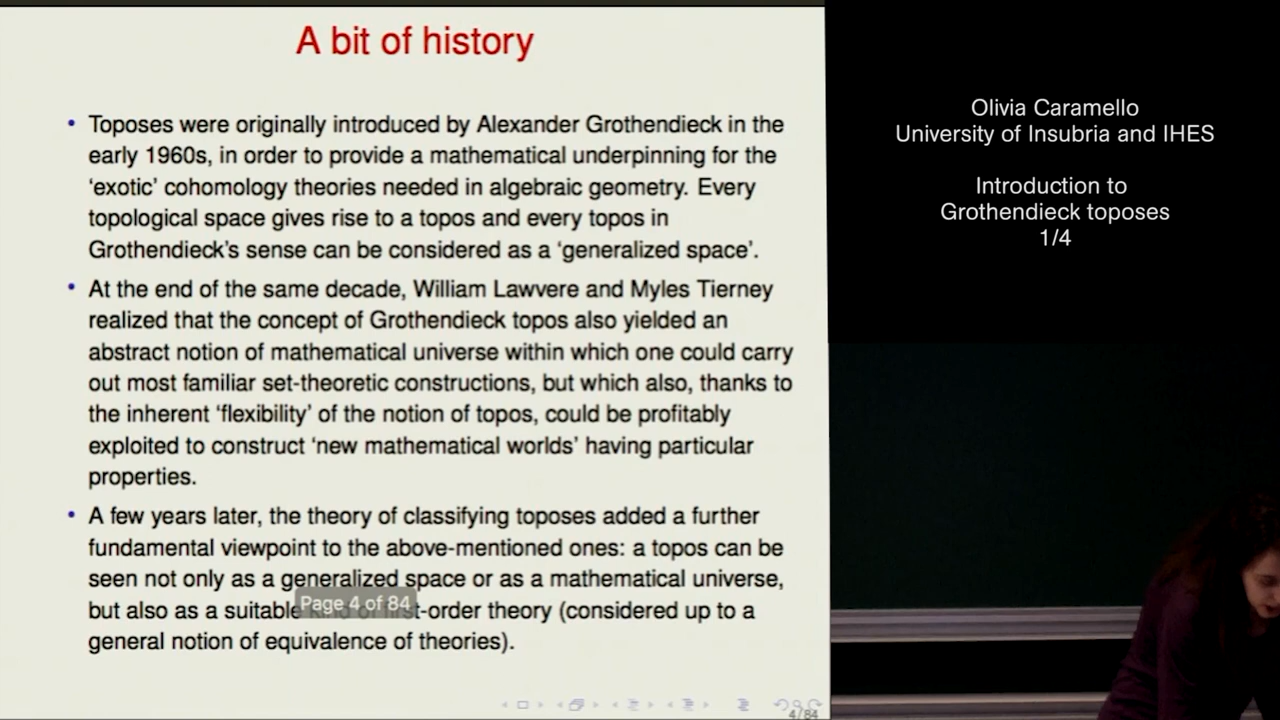 A bit of history
• Toposes were originally introduced by Alexander Grothendieck in the
early 1960s, in order to provide a mathematical underpinning for the
‘exotic’ cohomology theories needed in algebraic geometry. Every
topological space gives rise to a topos and every topos in
Grothendieck's sense can be considered as a ‘generalized space’.
• At the end of the same decade, William Lawvere and Myles Tierney
realized that the concept of Grothendieck topos also yielded an
abstract notion of mathematical universe within which one could carry
out most familiar set-theoretic constructions, but which also, thanks to
the inherent ‘flexibility’ of the notion of topos, could be profitably
exploited to construct ‘new mathematical worlds’ having particular
properties.
• A few years later, the theory of classifying toposes added a further
fundamental viewpoint to the above-mentioned ones: a topos can be
seen not only as a generalized space or as a mathematical universe,
but also as a suitable t-order theory (considered up to a
Page 4 of 84
general notion of equivalence of theories).
4/84
Olivia Caramello
University of Insubria and IHES
Introduction to
Grothendieck toposes
1/4